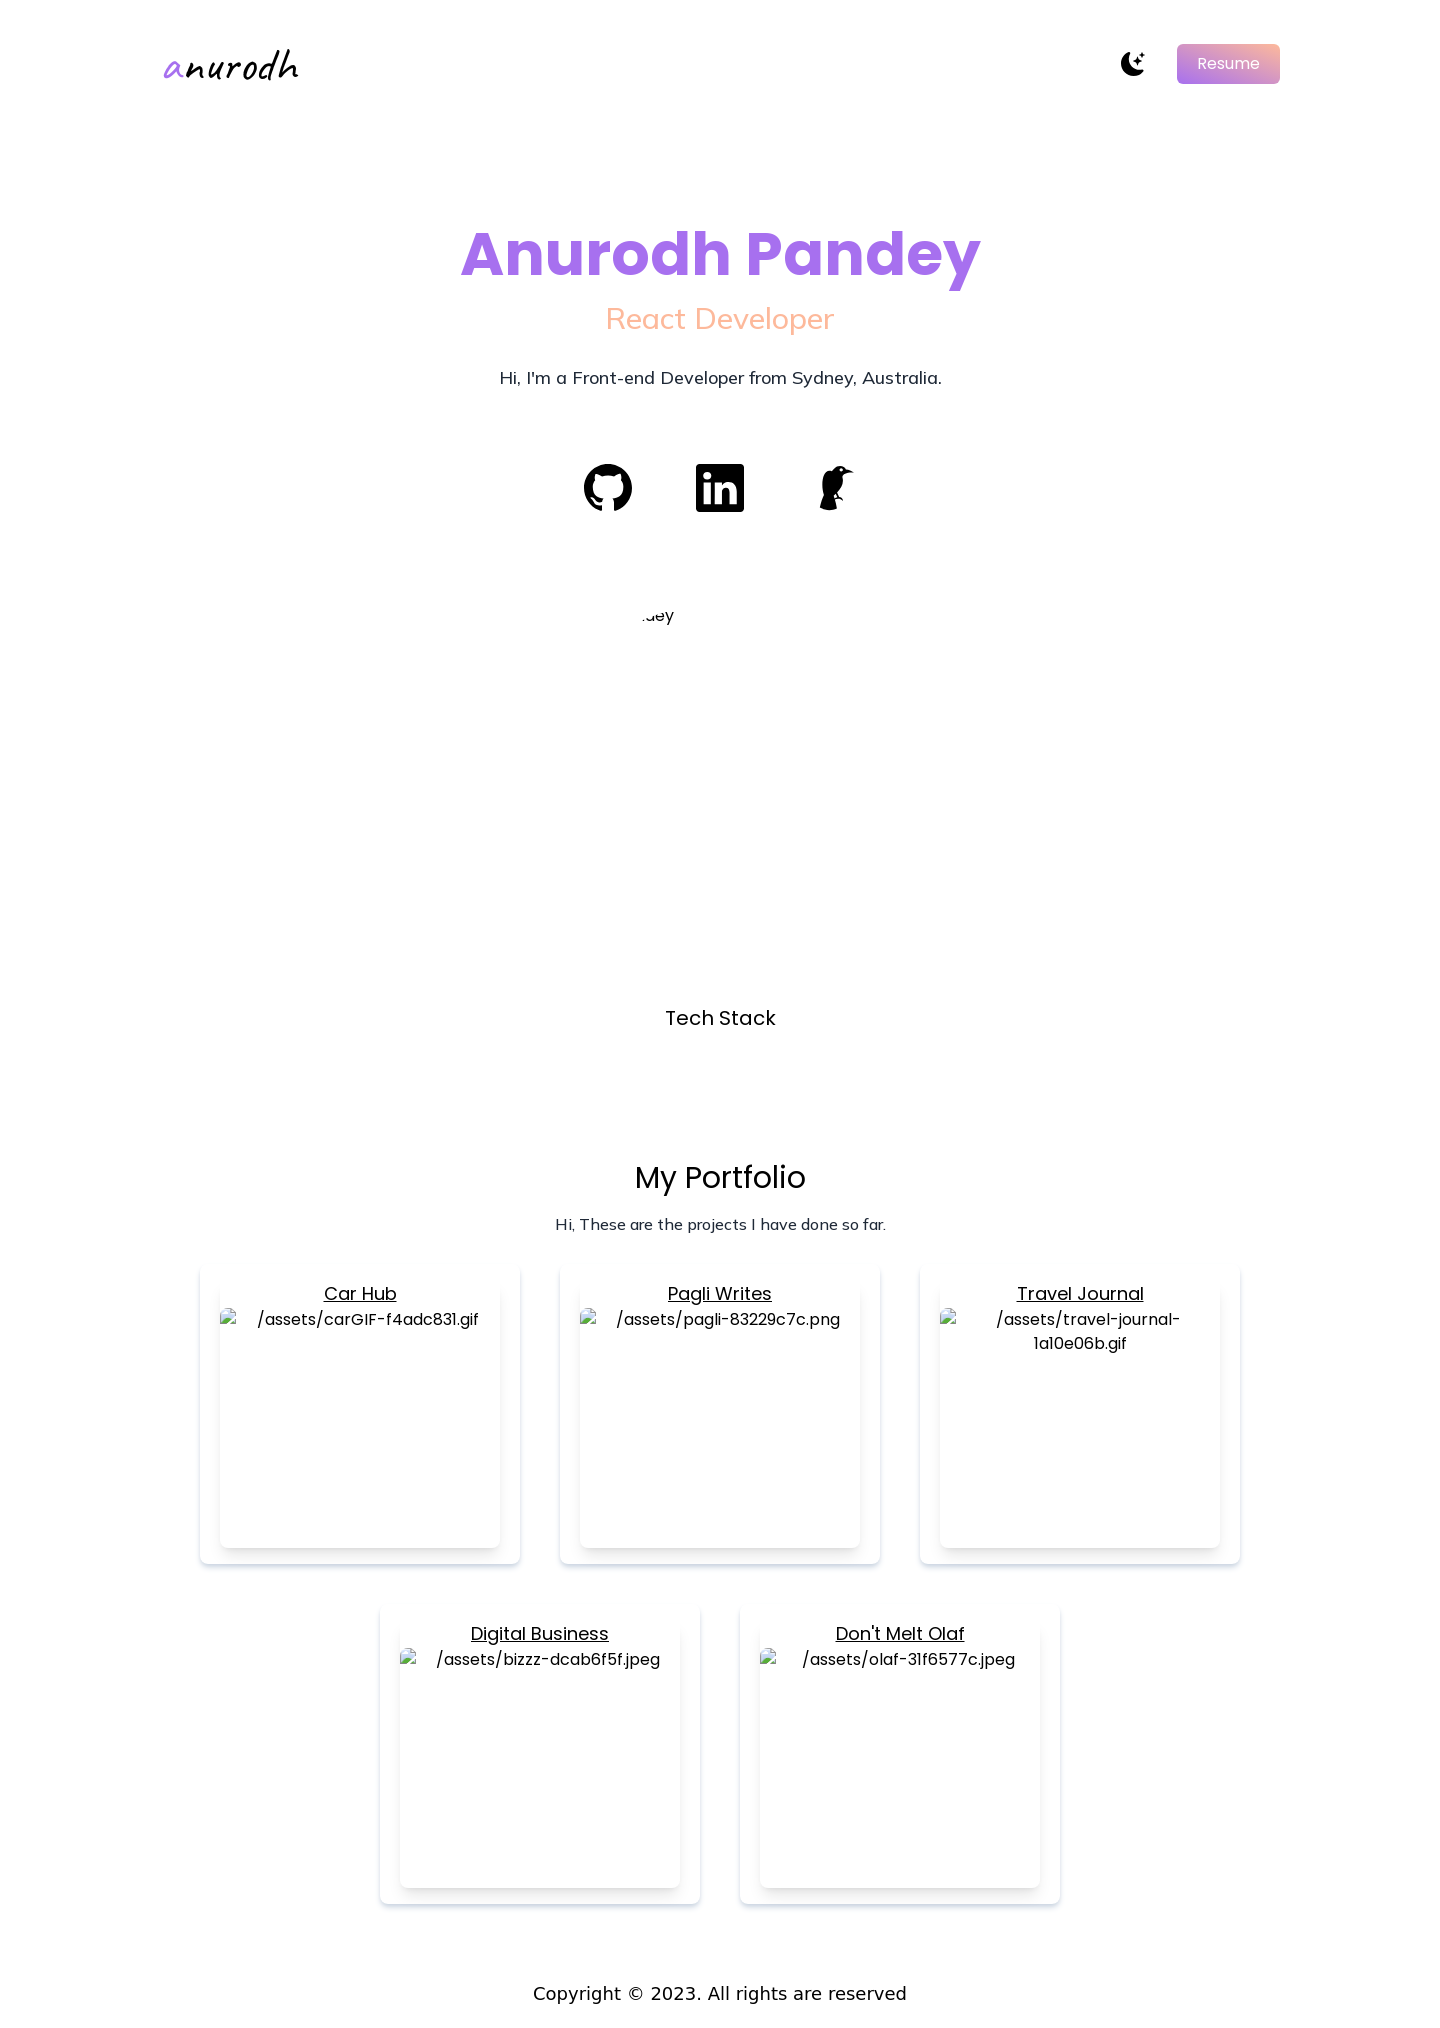 anurodh
Resume
Anurodh Pandey
React Developer
Hi, I'm a Front-end Developer from Sydney, Australia.
Tech Stack
My Portfolio
Hi, These are the projects I have done so far.
Car Hub
/assets/carGIF-f4adc831.gif
Pagli Writes
/assets/pagli-83229c7c.png
Travel Journal
/assets/travel-journal-
1a10e06b.gif
Digital Business
/assets/bizzz-dcab6f5f.jpeg
Don't Melt Olaf
/assets/olaf-31f6577c.jpeg
Copyright © 2023. All rights are reserved